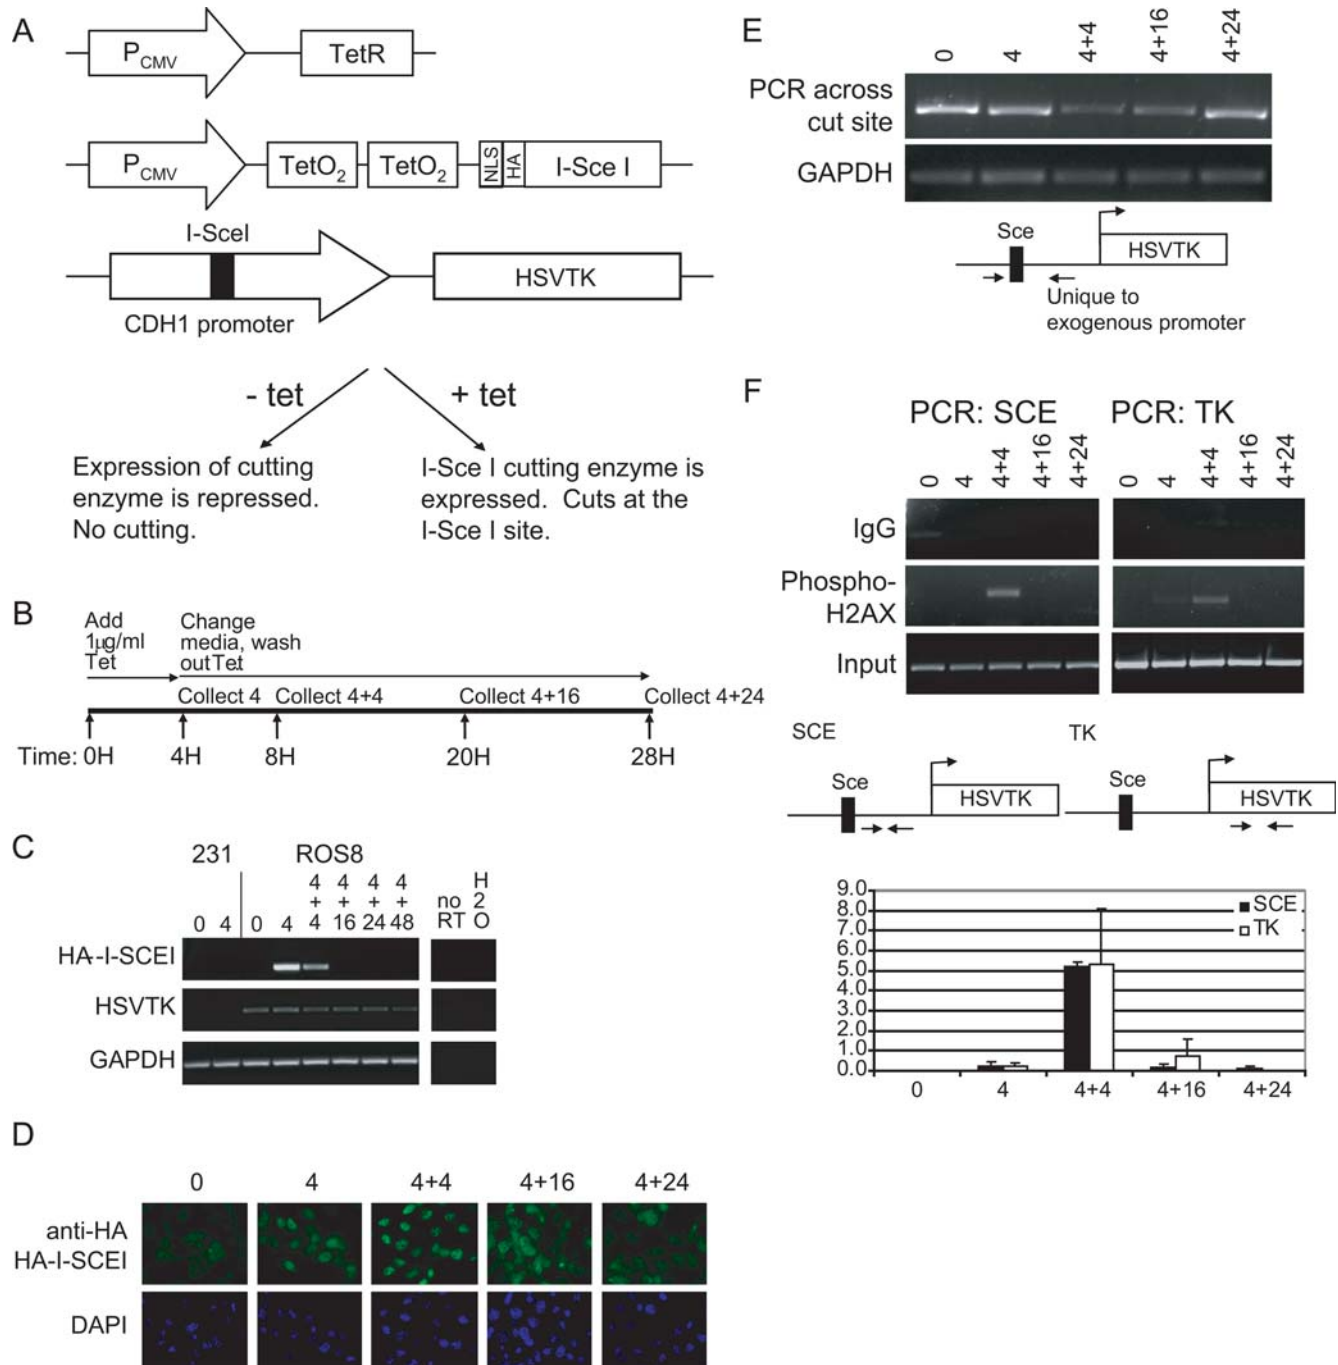 A
P CMV
TetR
P CMV
TetO2
TetO2
NLS
HA
I-Sce I
I-SceI
HSVTK
CDH1 promoter
- tet
+ tet
Expression of cutting
enzyme is repressed.
No cutting.
I-Sce I cutting enzyme is
expressed. Cuts at the
I-Sce I site.
B
Add
1µg/ml
Tet
Change
media, wash
outTet.
Collect 4
Collect 4+4
Collect 4+16
Collect 4+24
Time: 0H
4H
8H
20H
28H
C
231
ROS8
0 4 0 4 4+4 4+16 4+24 4+48
no RT
H2O
HA--I-SCEI
HSVTK
GAPDH
D
0 4 4+4 4+16 4+24
anti-HA
HA-I-SCEI
DAPI
E
0 4 4+4 4+16 4+24
PCR across
cut site
GAPDH
Sce
HSVTK
Unique to
exogenous promoter
F
PCR: SCE
PCR: TK
0 4 4+4 4+16 4+24
0 4 4+4 4+16 4+24
IgG
Phospho-
H2AX
Input
SCE
TK
Sce
HSVTK
Sce
HSVTK
9.0
8.0
7.0
6.0
5.0
4.0
3.0
2.0
1.0
0.0
SCE
TK
0 4 4+4 4+16 4+24